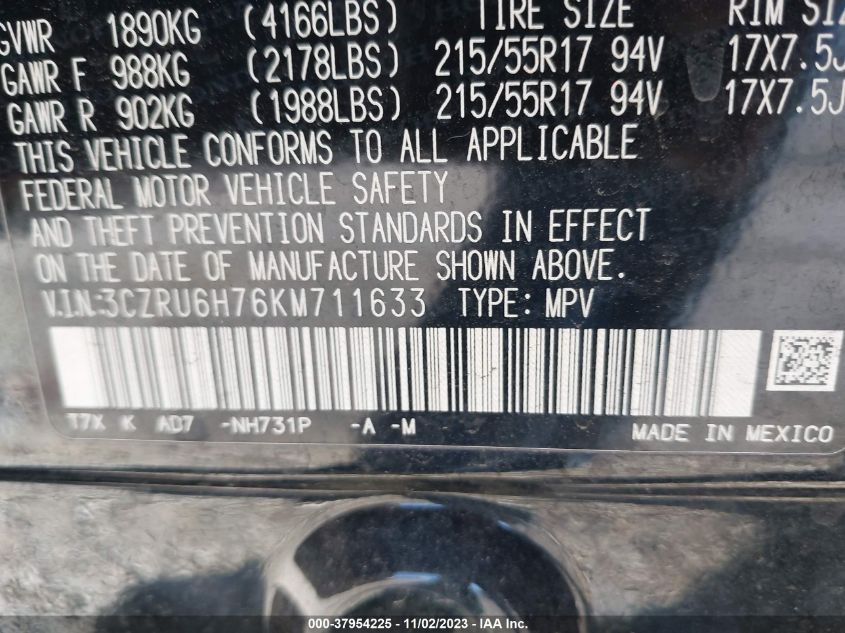 GVWR 1890KG (4166LBS) TIRE SIZE RIM SIZ
GAWR F 988KG (2178LBS) 215/55R17 94V 17X7.5J
GAWR R 902KG (1988LBS) 215/55R17 94V 17X7.5J
THIS VEHICLE CONFORMS TO ALL APPLICABLE
FEDERAL MOTOR VEHICLE SAFETY
AND THEFT PREVENTION STANDARDS IN EFFECT
ON THE DATE OF MANUFACTURE SHOWN ABOVE.
V.I.N:3CZRU6H76KM711633 TYPE: MPV
T7X K AD7 -NH731P -A -M MADE IN MEXICO
000-37954225 - 11/02/2023 - IAA Inc.